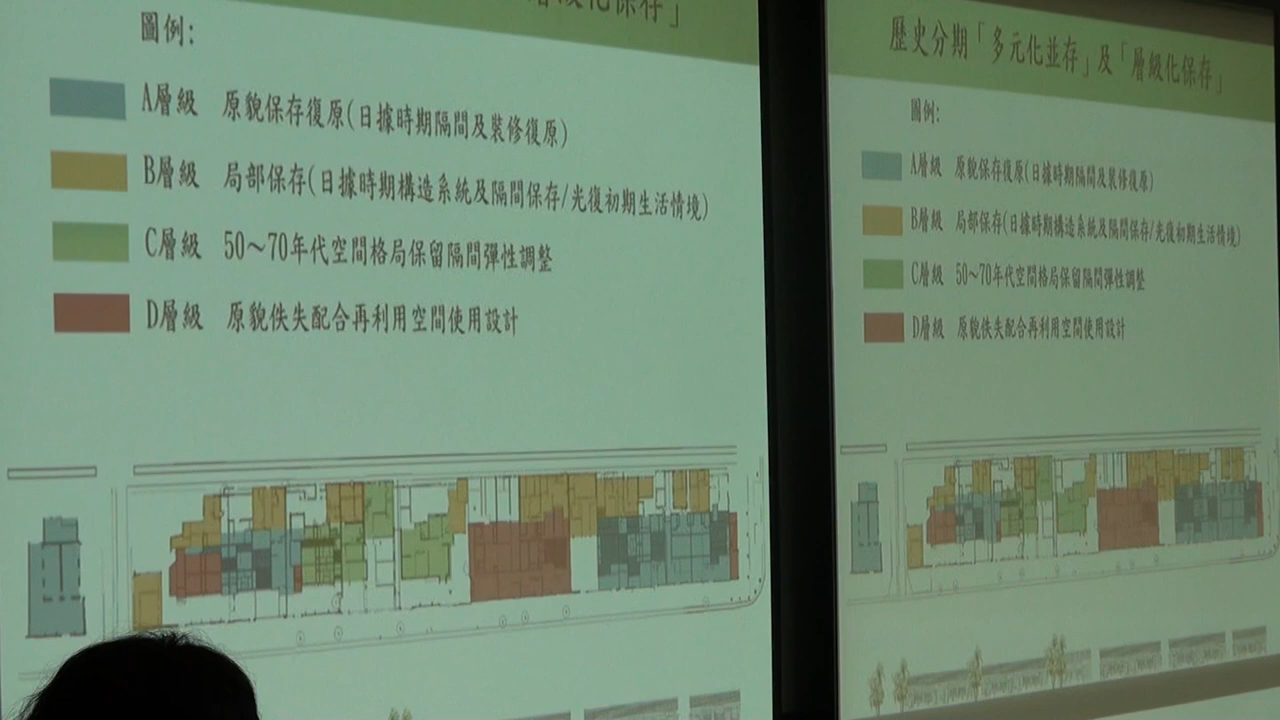 層級化保存」
圖例:
A層級 原貌保存復原(日據時期隔間及裝修復原)
B層級 局部保存(日據時期構造系統及隔間保存/光復初期生活情境)
C層級 50～70年代空間格局保留隔間彈性調整
D層級 原貌佚失配合再利用空間使用設計
歷史分期「多元化並存」及「層級化保存」
圖例:
A層級 原貌保存復原(日據時期隔間及裝修復原)
B層級 局部保存(日據時期構造系統及隔間保存/光復初期生活情境)
C層級 50～70年代空間格局保留隔間彈性調整
D層級 原貌佚失配合再利用空間使用設計